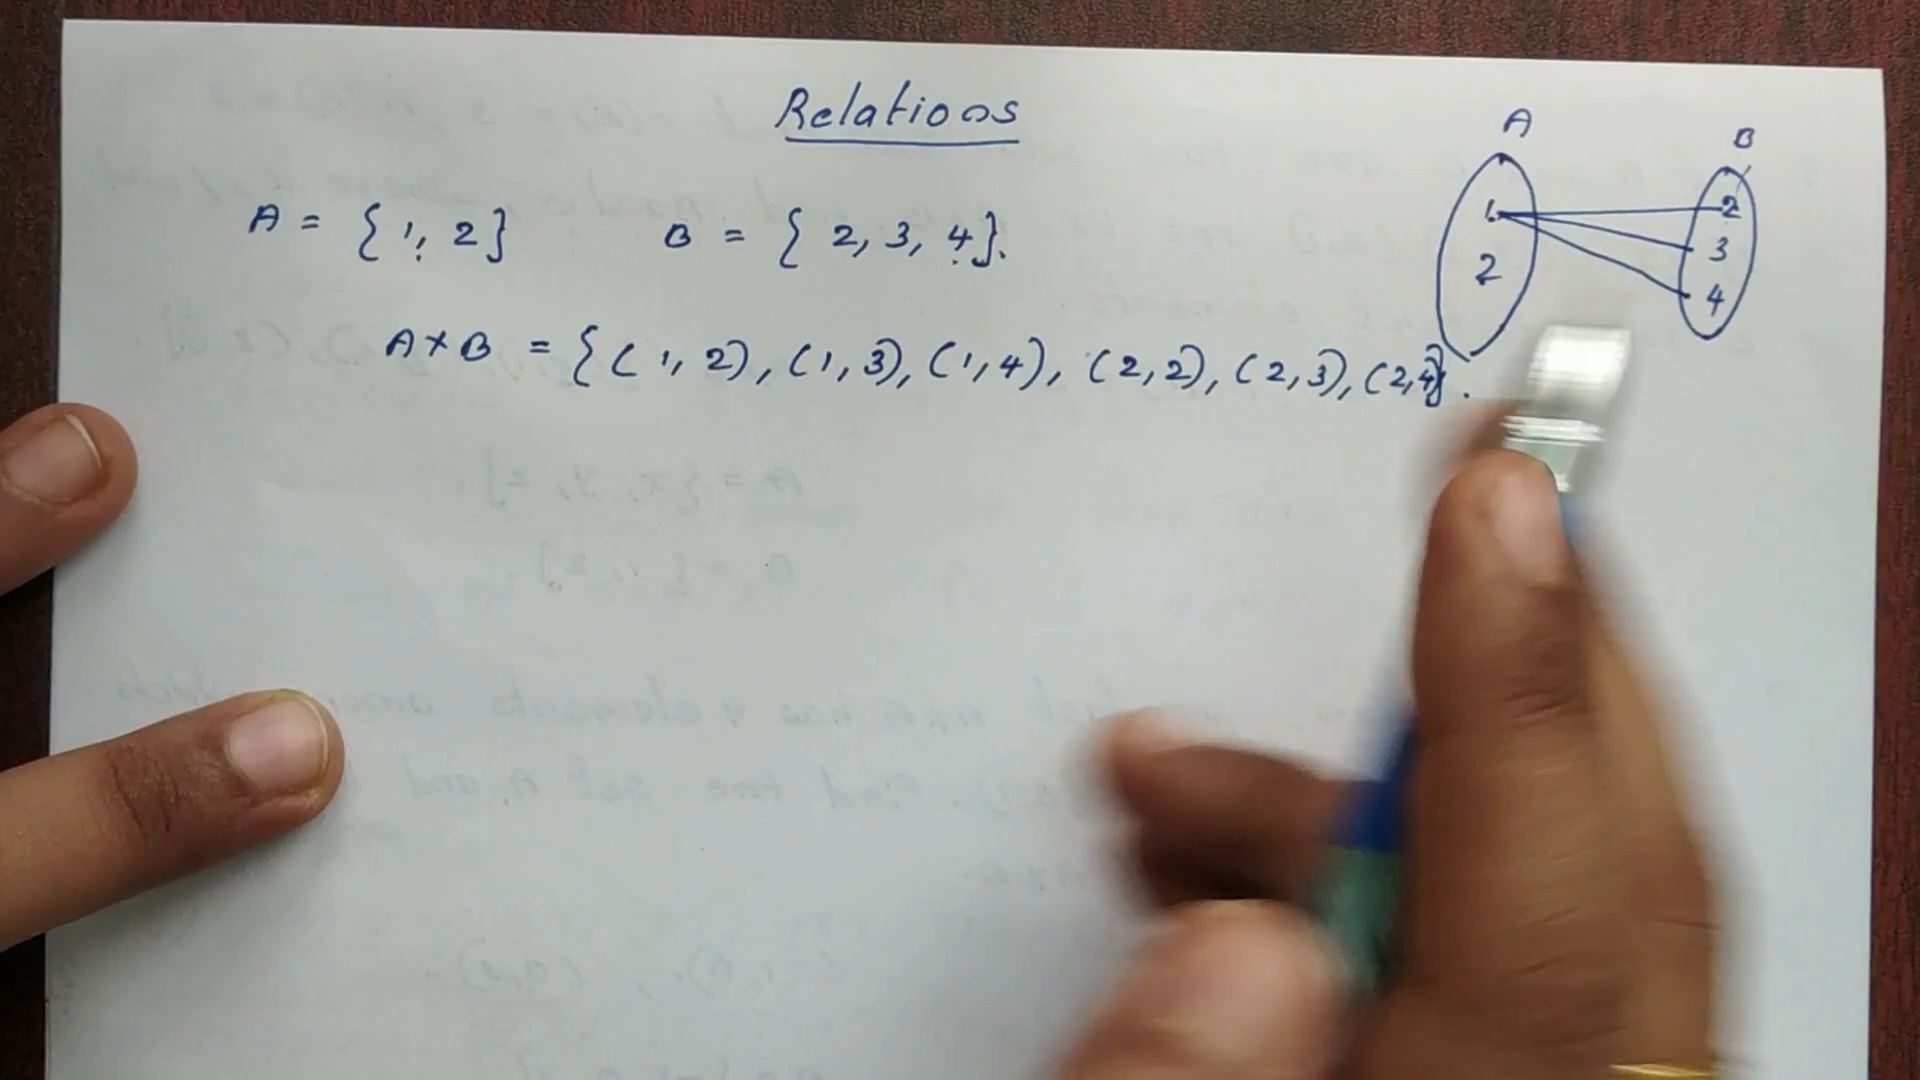 Relations
A = {1, 2} B = {2, 3, 4}.
A×B = {(1, 2), (1, 3), (1, 4), (2, 2), (2, 3), (2,4)}.
A B
1 2
2 3
4